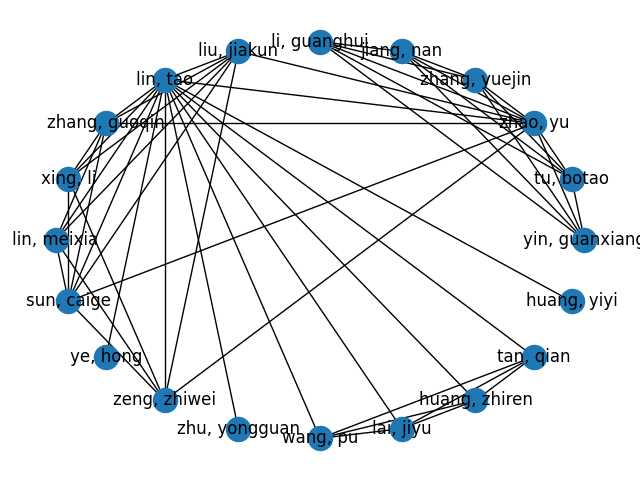 li, guanghui
liu, jiakun
jiang, nan
lin, tao
zhang, yuejin
zhang, guoqin
zhao, yu
xing, li
tu, botao
lin, meixia
yin, guanxiang
sun, caige
huang, yiyi
ye, hong
tan, qian
zeng, zhiwei
huang, zhiren
zhu, yongguan
wang, pu
lai, jiyu